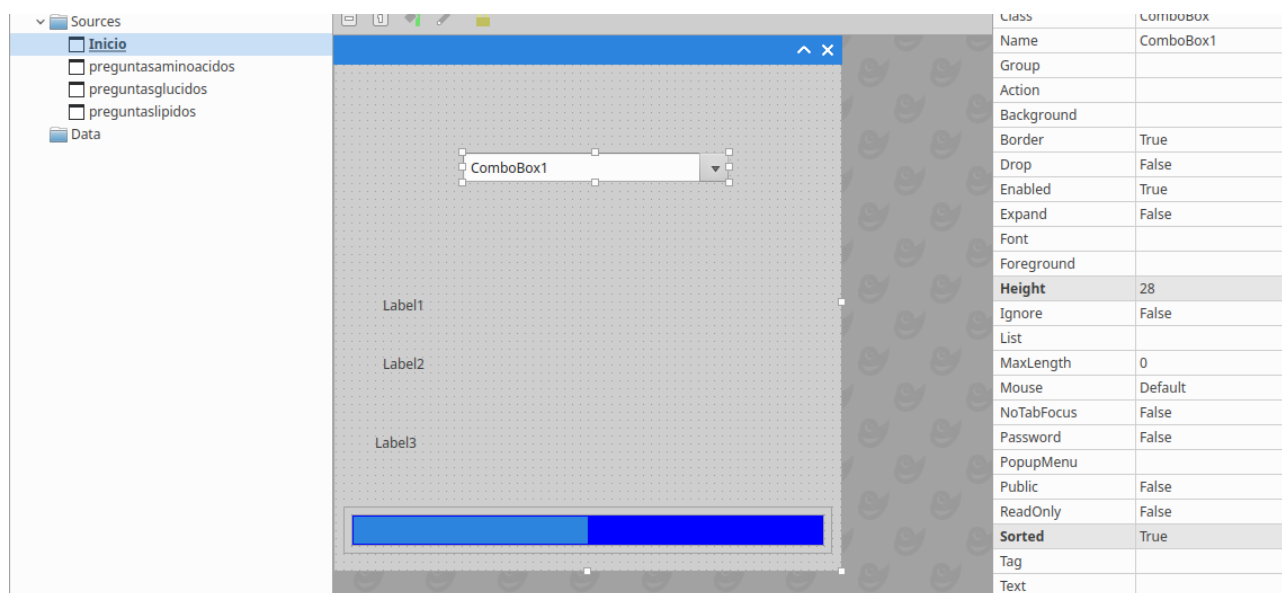 Sources
Inicio
preguntasaminoacidos
preguntasglucidos
preguntaslipidos
Data
ComboBox1
Label1
Label2
Label3
Class ComboBox
Name ComboBox1
Group
Action
Background
Border True
Drop False
Enabled True
Expand False
Font
Foreground
Height 28
Ignore False
List
MaxLength 0
Mouse Default
NoTabFocus False
Password False
PopupMenu
Public False
ReadOnly False
Sorted True
Tag
Text